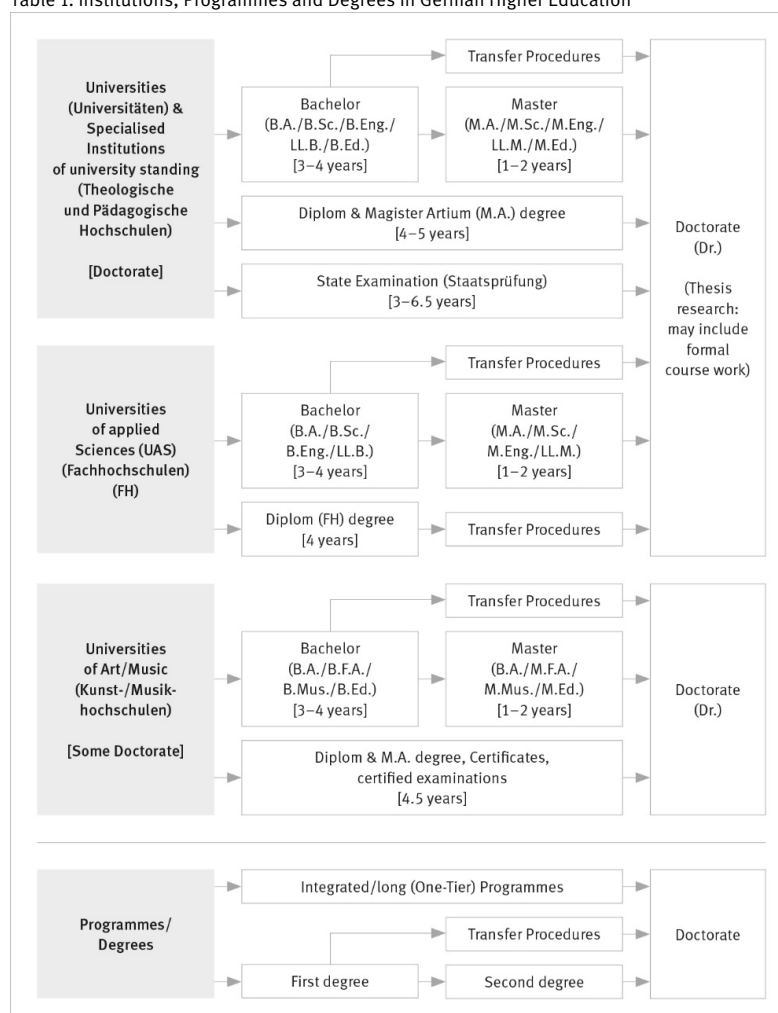 Table 1: Institutions, Programmes and Degrees in German Higher Education
Universities
(Universitäten) &
Specialised
Institutions
of university standing
(Theologische
und Pädagogische
Hochschulen)
[Doctorate]
Transfer Procedures
Bachelor
(B.A./B.Sc./B.Eng./
LL.B./B.Ed.)
[3–4 years]
Master
(M.A./M.Sc./M.Eng./
LL.M./M.Ed.)
[1–2 years]
Diplom & Magister Artium (M.A.) degree
[4–5 years]
State Examination (Staatsprüfung)
[3–6.5 years]
Doctorate
(Dr.)
(Thesis
research:
may include
formal
course work)
Universities
of applied
Sciences (UAS)
(Fachhochschulen)
(FH)
Transfer Procedures
Bachelor
(B.A./B.Sc./
B.Eng./LL.B.)
[3–4 years]
Master
(M.A./M.Sc./
M.Eng./LL.M.)
[1–2 years]
Diplom (FH) degree
[4 years]
Transfer Procedures
Universities
of Art/Music
(Kunst-/Musik-
hochschulen)
[Some Doctorate]
Transfer Procedures
Bachelor
(B.A./B.F.A./
B.Mus./B.Ed.)
[3–4 years]
Master
(B.A./M.F.A./
M.Mus./M.Ed.)
[1–2 years]
Diplom & M.A. degree, Certificates,
certified examinations
[4.5 years]
Doctorate
(Dr.)
Programmes/
Degrees
Integrated/long (One-Tier) Programmes
Transfer Procedures
First degree
Second degree
Doctorate